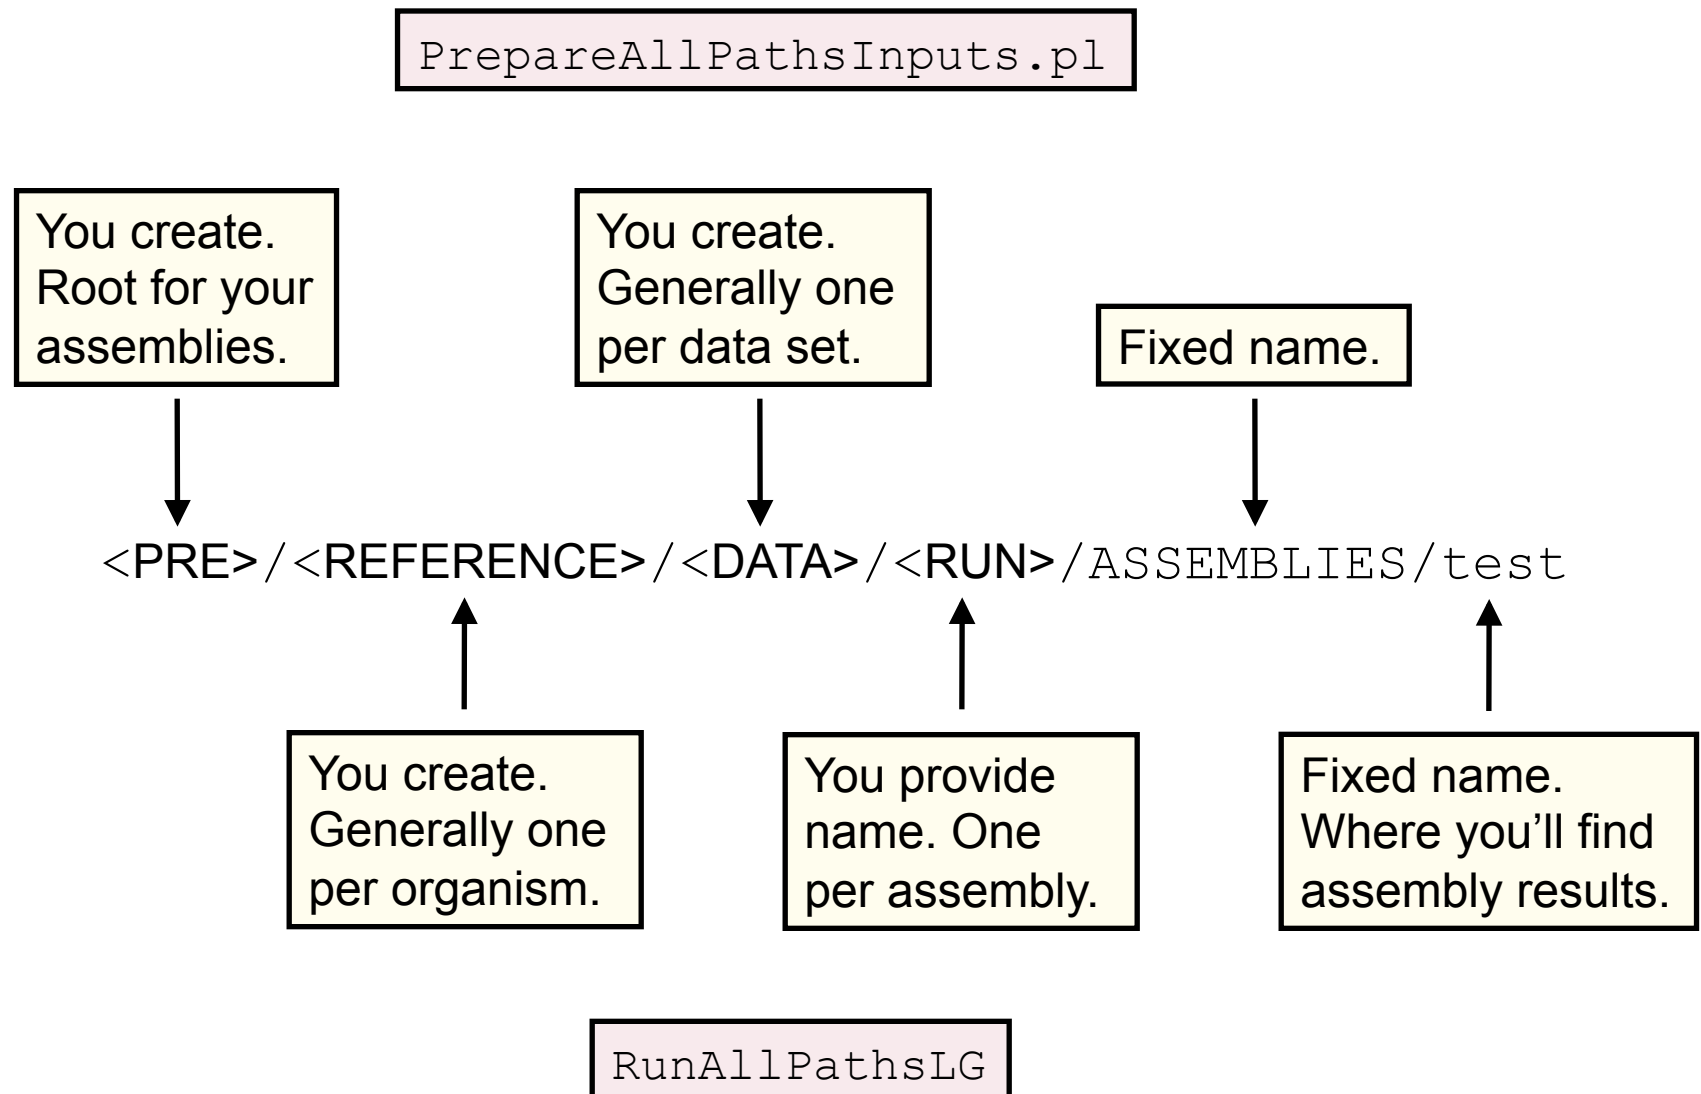 PrepareAllPathsInputs.pl
You create.
Root for your
assemblies.
You create.
Generally one
per data set.
Fixed name.
<PRE>/<REFERENCE>/<DATA>/<RUN>/ASSEMBLIES/test
You create.
Generally one
per organism.
You provide
name. One
per assembly.
Fixed name.
Where you’ll find
assembly results.
RunAllPathsLG